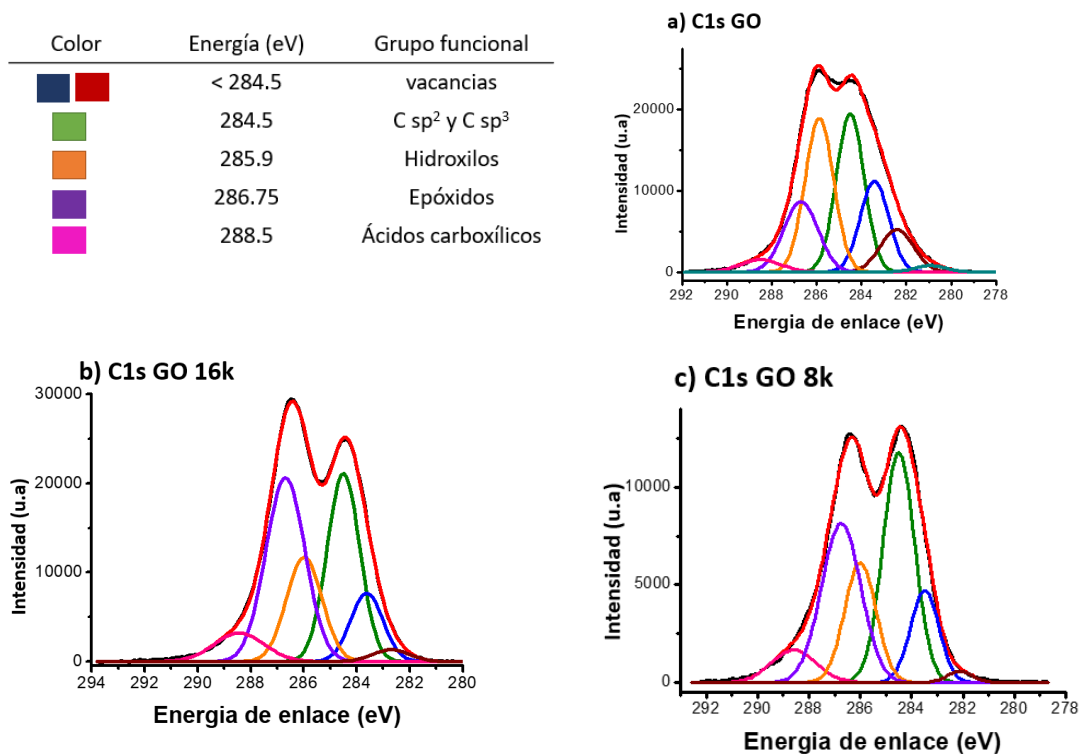 Color Energía (eV) Grupo funcional
< 284.5 vacancias
284.5 C sp² y C sp³
285.9 Hidroxilos
286.75 Epóxidos
288.5 Ácidos carboxílicos
a) C1s GO
Intensidad (u.a)
20000
10000
0
292 290 288 286 284 282 280 278
Energia de enlace (eV)
b) C1s GO 16k
Intensidad (u.a)
30000
20000
10000
0
294 292 290 288 286 284 282 280
Energia de enlace (eV)
c) C1s GO 8k
Intensidad (u.a)
10000
5000
0
292 290 288 286 284 282 280 278
Energia de enlace (eV)